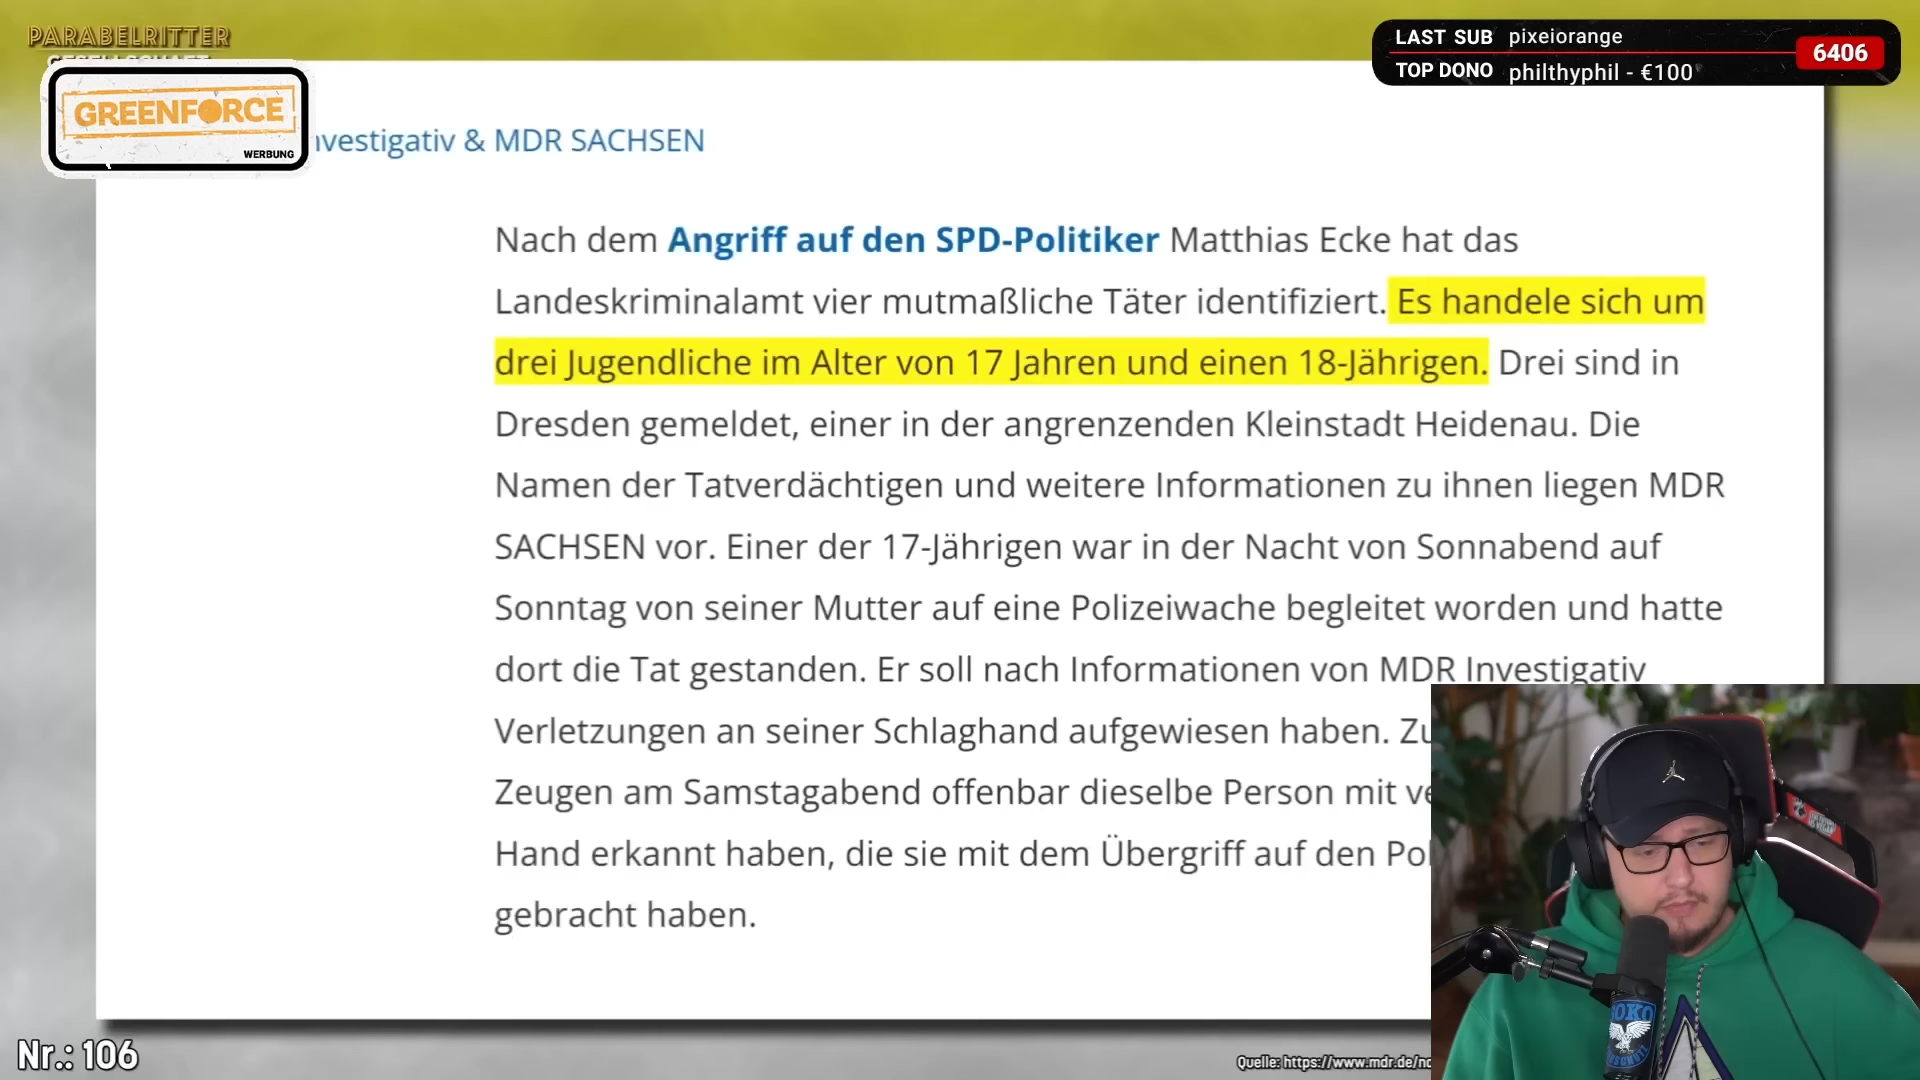 PARABELRITTER
GESELLSCHAFT
GREENFORCE
WERBUNG
LAST SUB pixeiorange
TOP DONO philthyphil - €100
6406
nvestigativ & MDR SACHSEN
Nach dem Angriff auf den SPD-Politiker Matthias Ecke hat das
Landeskriminalamt vier mutmaßliche Täter identifiziert. Es handele sich um
drei Jugendliche im Alter von 17 Jahren und einen 18-Jährigen. Drei sind in
Dresden gemeldet, einer in der angrenzenden Kleinstadt Heidenau. Die
Namen der Tatverdächtigen und weitere Informationen zu ihnen liegen MDR
SACHSEN vor. Einer der 17-Jährigen war in der Nacht von Sonnabend auf
Sonntag von seiner Mutter auf eine Polizeiwache begleitet worden und hatte
dort die Tat gestanden. Er soll nach Informationen von MDR Investigativ
Verletzungen an seiner Schlaghand aufgewiesen haben. Zu
Zeugen am Samstagabend offenbar dieselbe Person mit ve
Hand erkannt haben, die sie mit dem Übergriff auf den Pol
gebracht haben.
Nr.: 106
Quelle: https://www.mdr.de/na